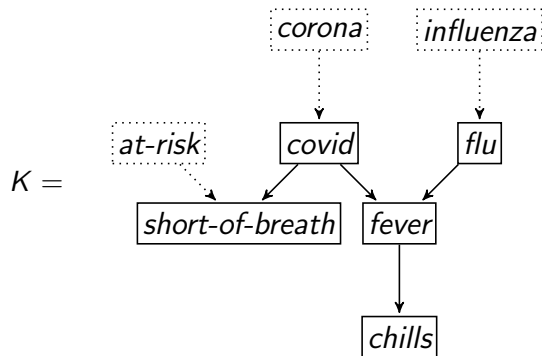 corona influenza
at-risk covid flu
K =
short-of-breath fever
chills